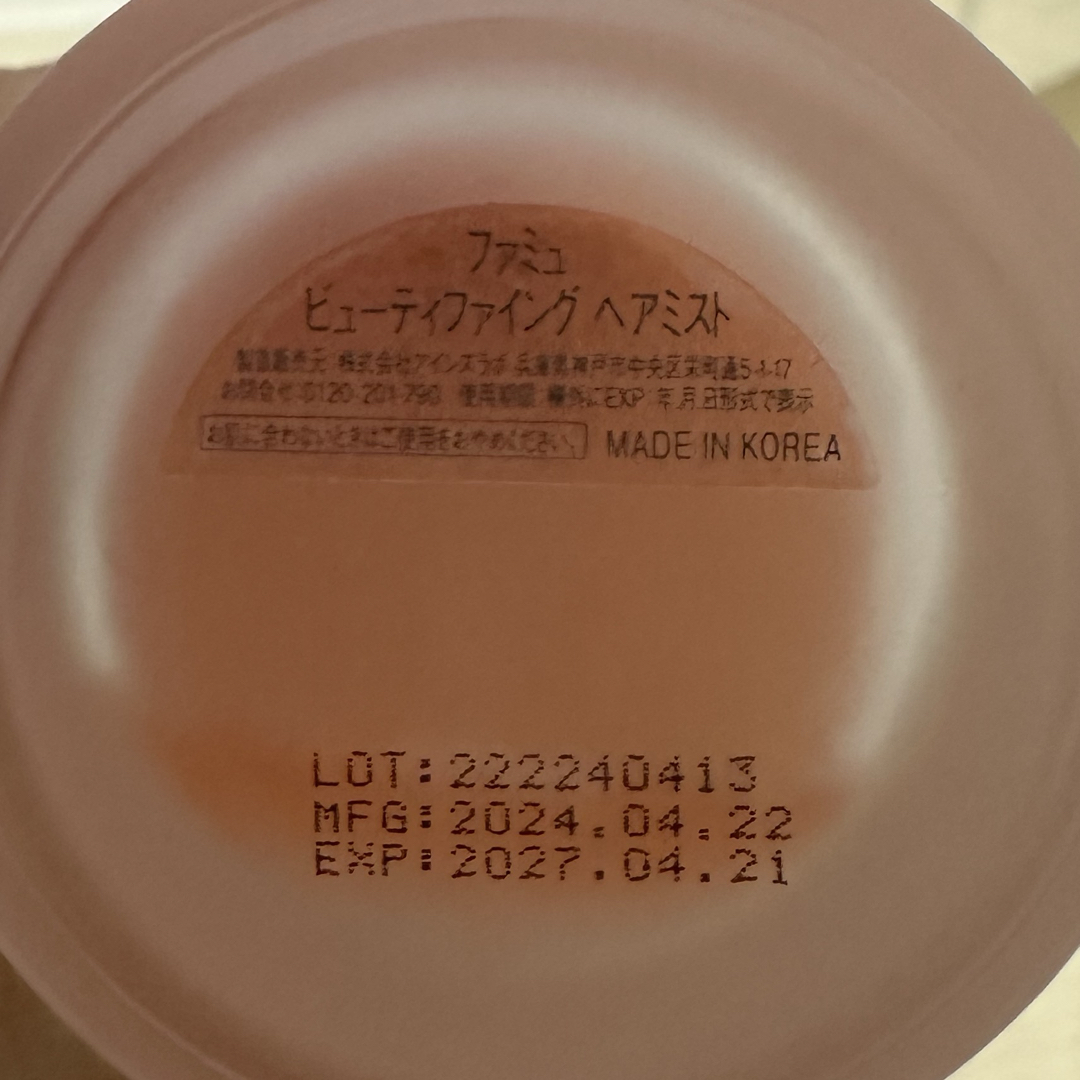 ファミュ
ビューティファイング ヘアミスト
製造販売元 株式会社アインズラボ 兵庫県神戸市中央区栄町通5-1-17
お問合せ:0120-201-790 使用期限 欄外にEXP 年月日形式で表示
お肌に合わないときはご使用をおやめください。 MADE IN KOREA
LOT:222240413
MFG:2024.04.22
EXP:2027.04.21